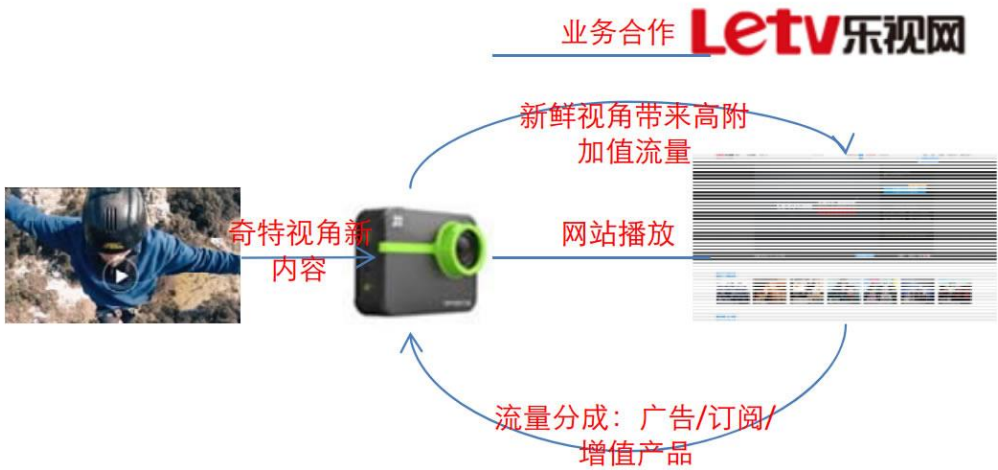 业务合作
Letv乐视网
新鲜视角带来高附
加值流量
奇特视角新
内容
网站播放
流量分成：广告/订阅/
增值产品